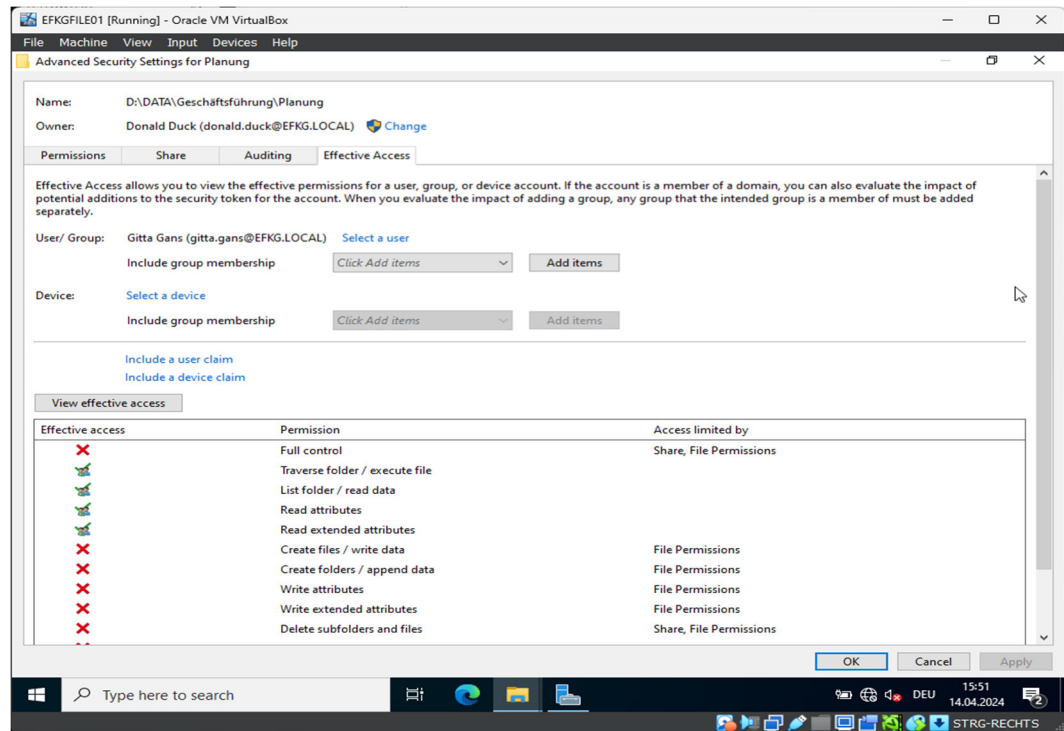 EFKGFILE01 [Running] - Oracle VM VirtualBox
File Machine View Input Devices Help
Advanced Security Settings for Planung
Name: D:\DATA\Geschäftsführung\Planung
Owner: Donald Duck (donald.duck@EFKG.LOCAL) Change
Permissions Share Auditing Effective Access
Effective Access allows you to view the effective permissions for a user, group, or device account. If the account is a member of a domain, you can also evaluate the impact of
potential additions to the security token for the account. When you evaluate the impact of adding a group, any group that the intended group is a member of must be added
separately.
User/ Group: Gitta Gans (gitta.gans@EFKG.LOCAL) Select a user
Include group membership Click Add items Add items
Device: Select a device
Include group membership Click Add items Add items
Include a user claim
Include a device claim
View effective access
Effective access Permission Access limited by
Full control Share, File Permissions
Traverse folder / execute file
List folder / read data
Read attributes
Read extended attributes
Create files / write data File Permissions
Create folders / append data File Permissions
Write attributes File Permissions
Write extended attributes File Permissions
Delete subfolders and files Share, File Permissions
OK Cancel Apply
Type here to search DEU 15:51
14.04.2024 2
STRG-RECHTS